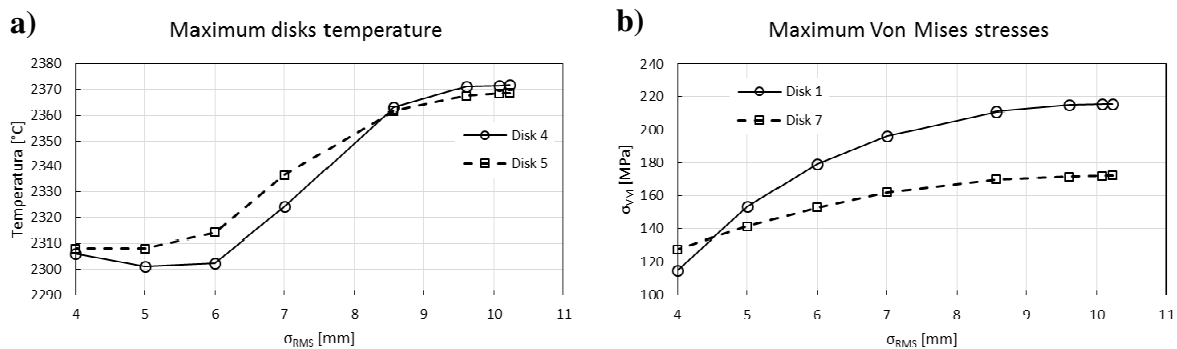 a)
Maximum disks temperature
2380
2370
2360
2350
2340
2330
2320
2310
2300
2290
Temperatura [°C]
Disk 4
Disk 5
4 5 6 7 8 9 10 11
σRMS [mm]
b)
Maximum Von Mises stresses
240
220
200
180
160
140
120
100
[MPa]
Disk 1
Disk 7
4 5 6 7 8 9 10 11
σRMS [mm]